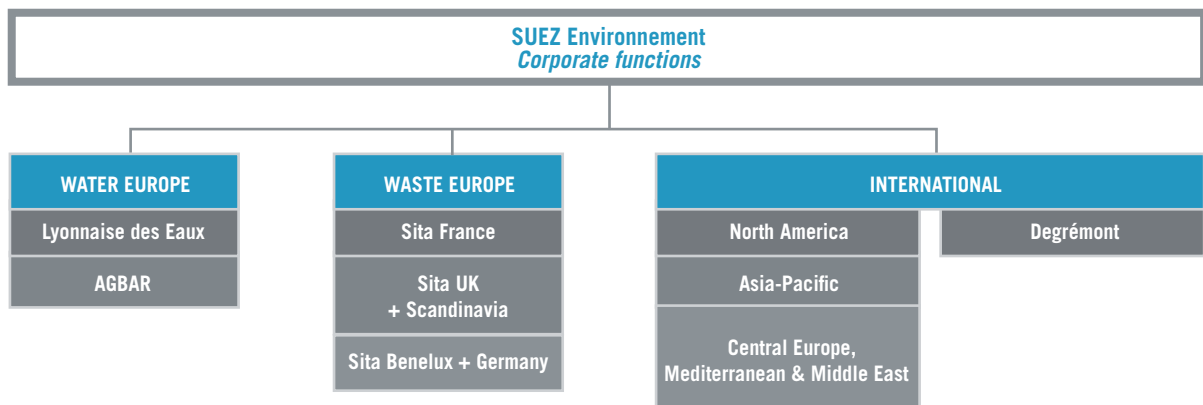 SUEZ Environnement
Corporate functions
WATER EUROPE
Lyonnaise des Eaux
AGBAR
WASTE EUROPE
Sita France
Sita UK
+ Scandinavia
Sita Benelux + Germany
INTERNATIONAL
North America
Asia-Pacific
Central Europe,
Mediterranean & Middle East
Degrémont